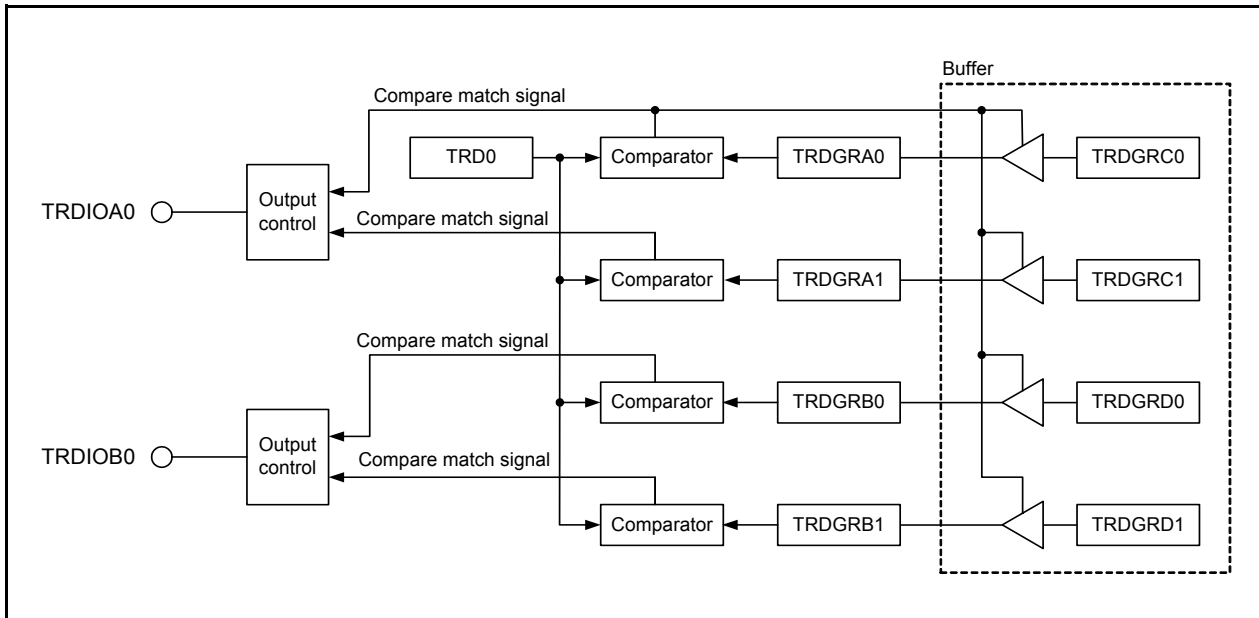 Buffer
Compare match signal
TRD0
Comparator
TRDGRA0
TRDGRC0
TRDIOA0
Output
control
Compare match signal
Comparator
TRDGRA1
TRDGRC1
Compare match signal
Comparator
TRDGRB0
TRDGRD0
TRDIOB0
Output
control
Compare match signal
Comparator
TRDGRB1
TRDGRD1